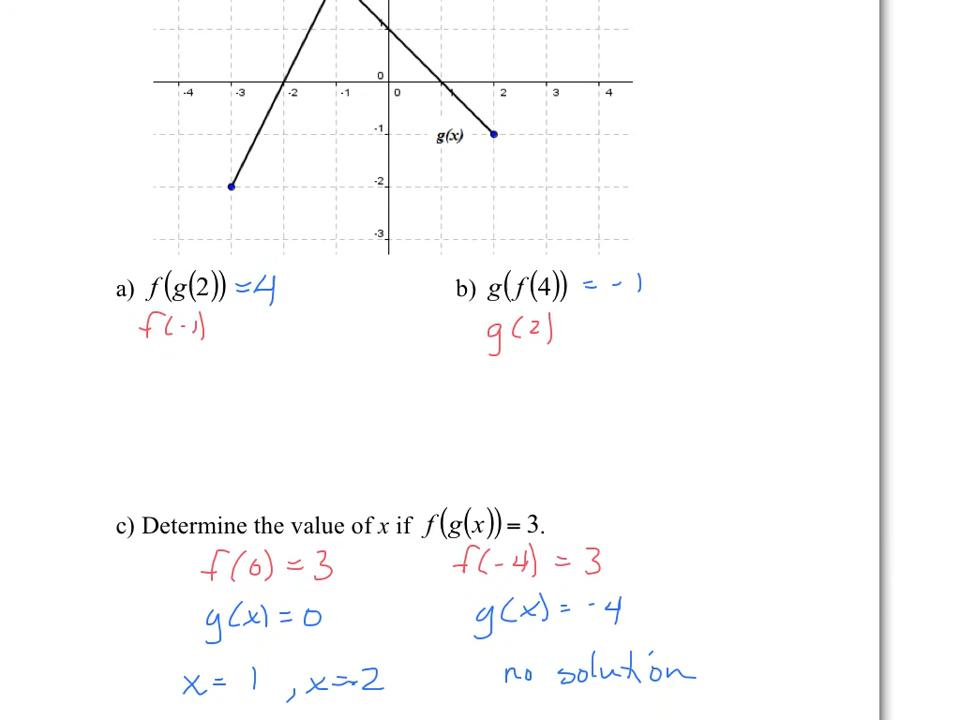 1
0
-4 -3 -2 -1 0 1 2 3 4
-1 g(x)
-2
-3
a) f(g(2)) = 4 b) g(f(4)) = -1
f(-1) g(2)
c) Determine the value of x if f(g(x)) = 3.
f(0) = 3 f(-4) = 3
g(x) = 0 g(x) = -4
x = 1 , x = -2 no solution